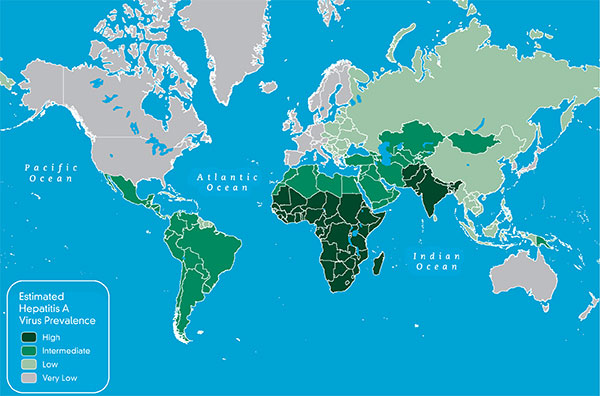 Pacific
Ocean
Atlantic
Ocean
Indian
Ocean
Estimated
Hepatitis A
Virus Prevalence
High
Intermediate
Low
Very Low